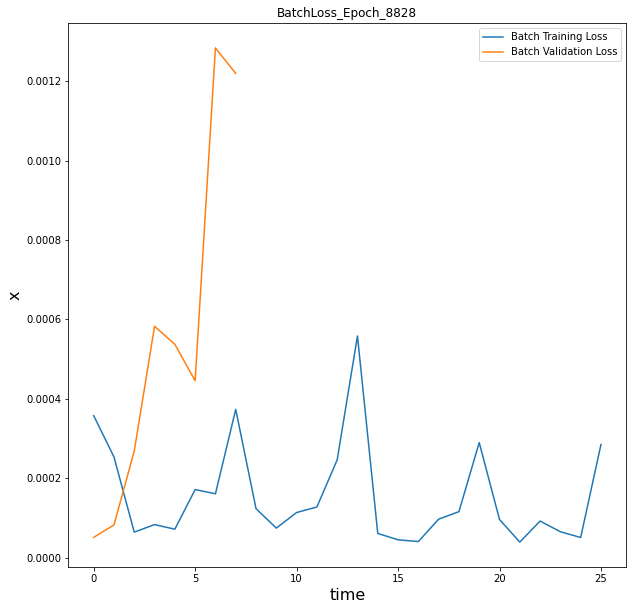 BatchLoss_Epoch_8828
Batch Training Loss
Batch Validation Loss
0.0012
0.0010
0.0008
0.0006
0.0004
0.0002
0.0000
x
0 5 10 15 20 25
time